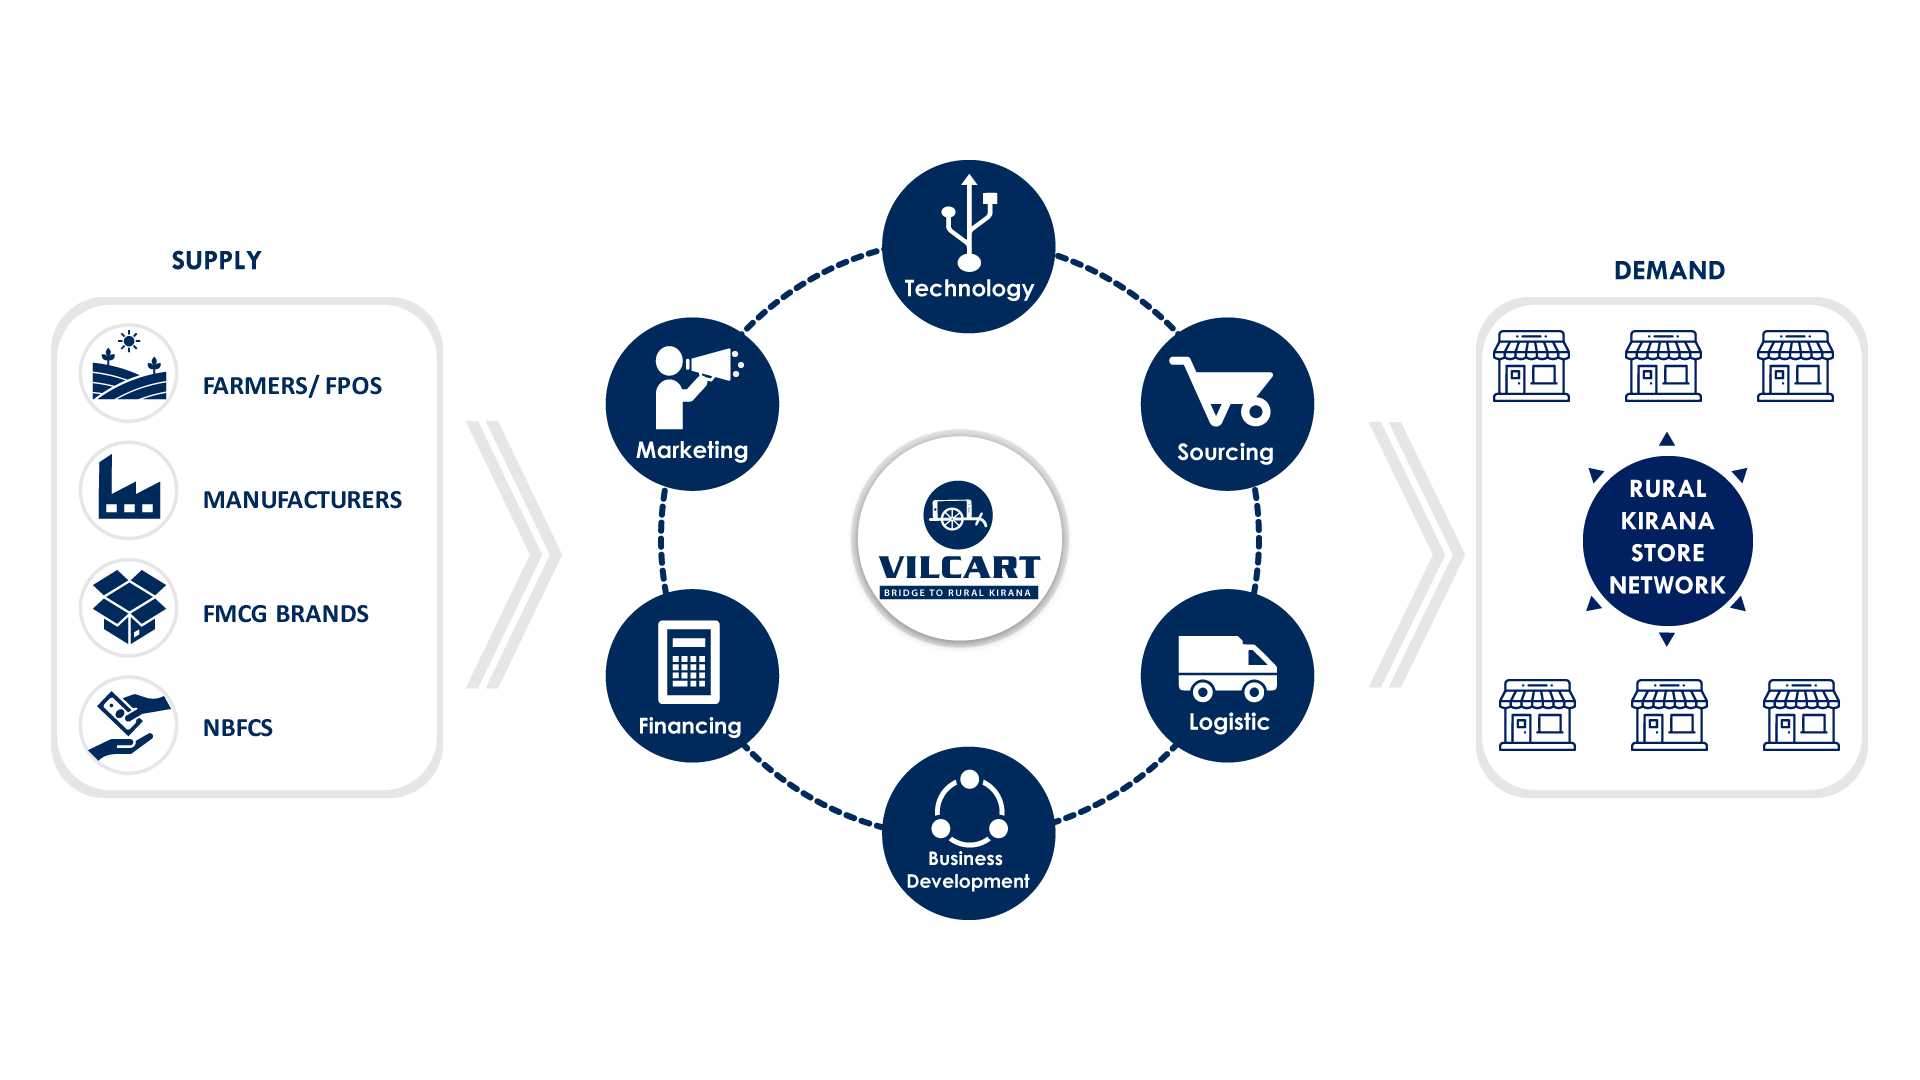 SUPPLY
FARMERS/ FPOS
MANUFACTURERS
FMCG BRANDS
NBFCS
Technology
Marketing
Sourcing
VILCART
BRIDGE TO RURAL KIRANA
Financing
Logistic
Business
Development
DEMAND
RURAL
KIRANA
STORE
NETWORK